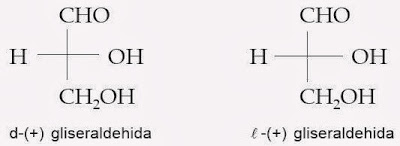 CHO CHO
H OH H OH
CH₂OH CH₂OH
d-(+) gliseraldehida ℓ-(+) gliseraldehida